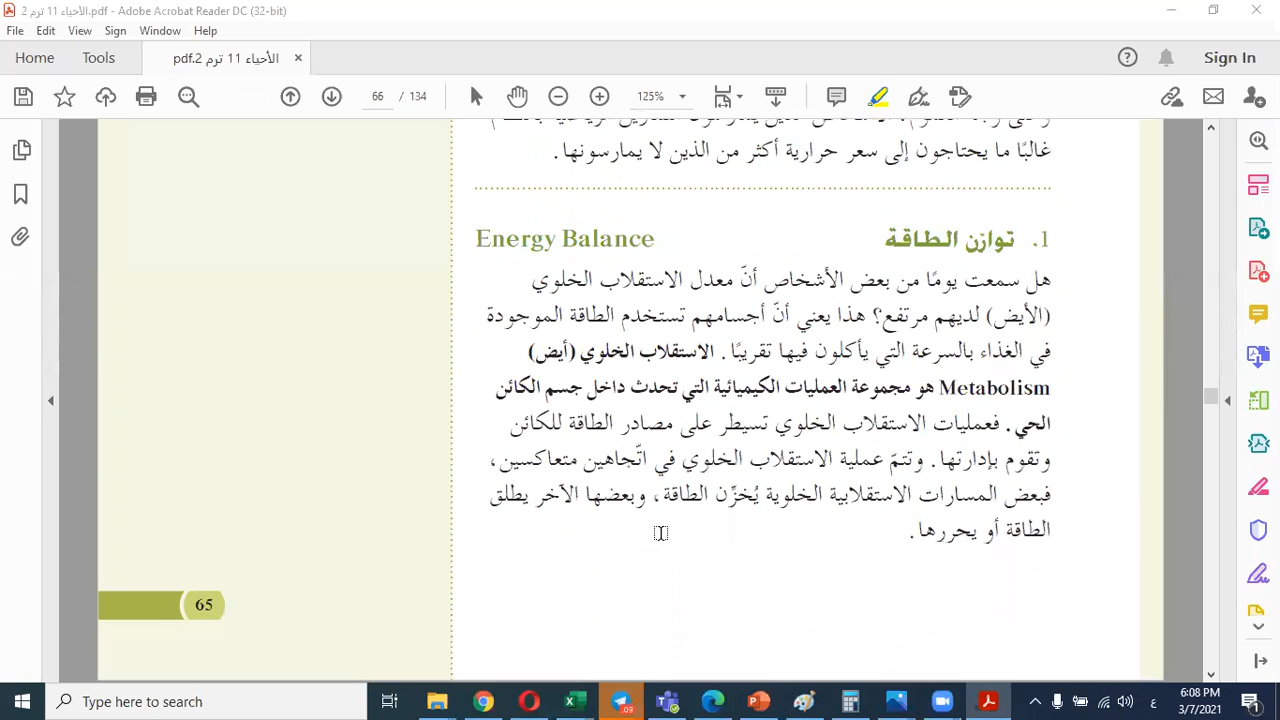 الأحياء 11 ترم 2.pdf - Adobe Acrobat Reader DC (32-bit)
File Edit View Sign Window Help
Home Tools الأحياء 11 ترم 2.pdf × Sign In
66 / 134 125%
غالبًا ما يحتاجون إلى سعر حرارية أكثر من الذين لا يمارسونها.
1. توازن الطاقة Energy Balance
هل سمعت يومًا من بعض الأشخاص أنّ معدل الاستقلاب الخلوي
(الأيض) لديهم مرتفع؟ هذا يعني أنّ أجسامهم تستخدم الطاقة الموجودة
في الغذاء بالسرعة التي يأكلون فيها تقريبًا. الاستقلاب الخلوي (أيض)
Metabolism هو مجموعة العمليات الكيميائية التي تحدث داخل جسم الكائن
الحي. فعمليات الاستقلاب الخلوي تسيطر على مصادر الطاقة للكائن
وتقوم بإدارتها. وتتمّ عملية الاستقلاب الخلوي في اتّجاهين متعاكسين،
فبعض المسارات الاستقلابية الخلوية يُخزّن الطاقة، وبعضها الآخر يطلق
الطاقة أو يحررها.
65
Type here to search
09
ع
6:08 PM
3/7/2021
1